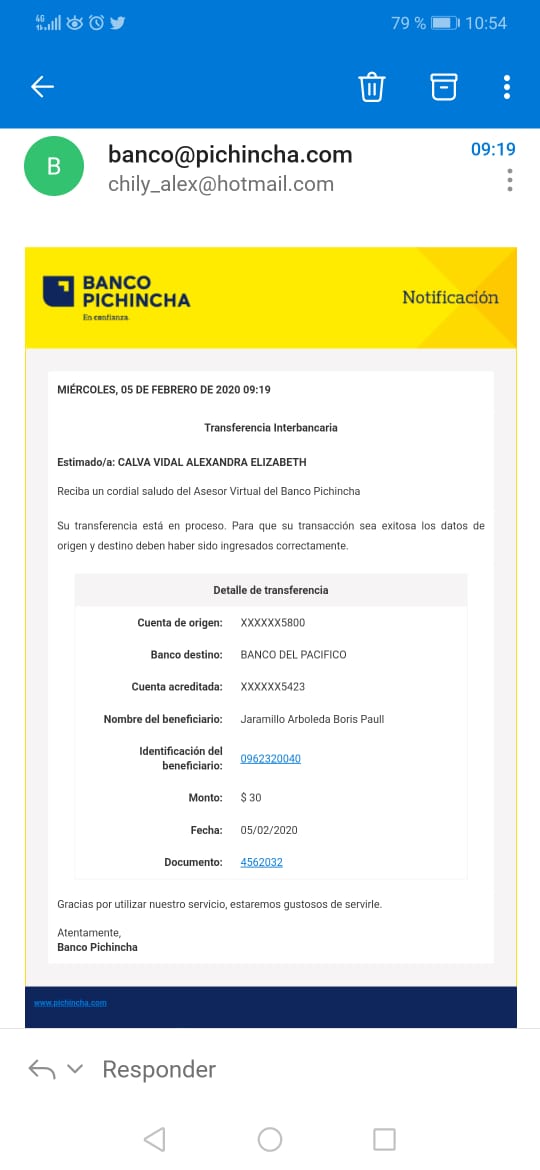 4G 79 % 10:54
B
banco@pichincha.com 09:19
chily_alex@hotmail.com
BANCO
PICHINCHA
En confianza.
Notificación
MIÉRCOLES, 05 DE FEBRERO DE 2020 09:19
Transferencia Interbancaria
Estimado/a: CALVA VIDAL ALEXANDRA ELIZABETH
Reciba un cordial saludo del Asesor Virtual del Banco Pichincha
Su transferencia está en proceso. Para que su transacción sea exitosa los datos de
origen y destino deben haber sido ingresados correctamente.
Detalle de transferencia
Cuenta de origen: XXXXXX5800
Banco destino: BANCO DEL PACIFICO
Cuenta acreditada: XXXXXX5423
Nombre del beneficiario: Jaramillo Arboleda Boris Paull
Identificación del
beneficiario: 0962320040
Monto: $ 30
Fecha: 05/02/2020
Documento: 4562032
Gracias por utilizar nuestro servicio, estaremos gustosos de servirle.
Atentamente,
Banco Pichincha
www.pichincha.com
Responder